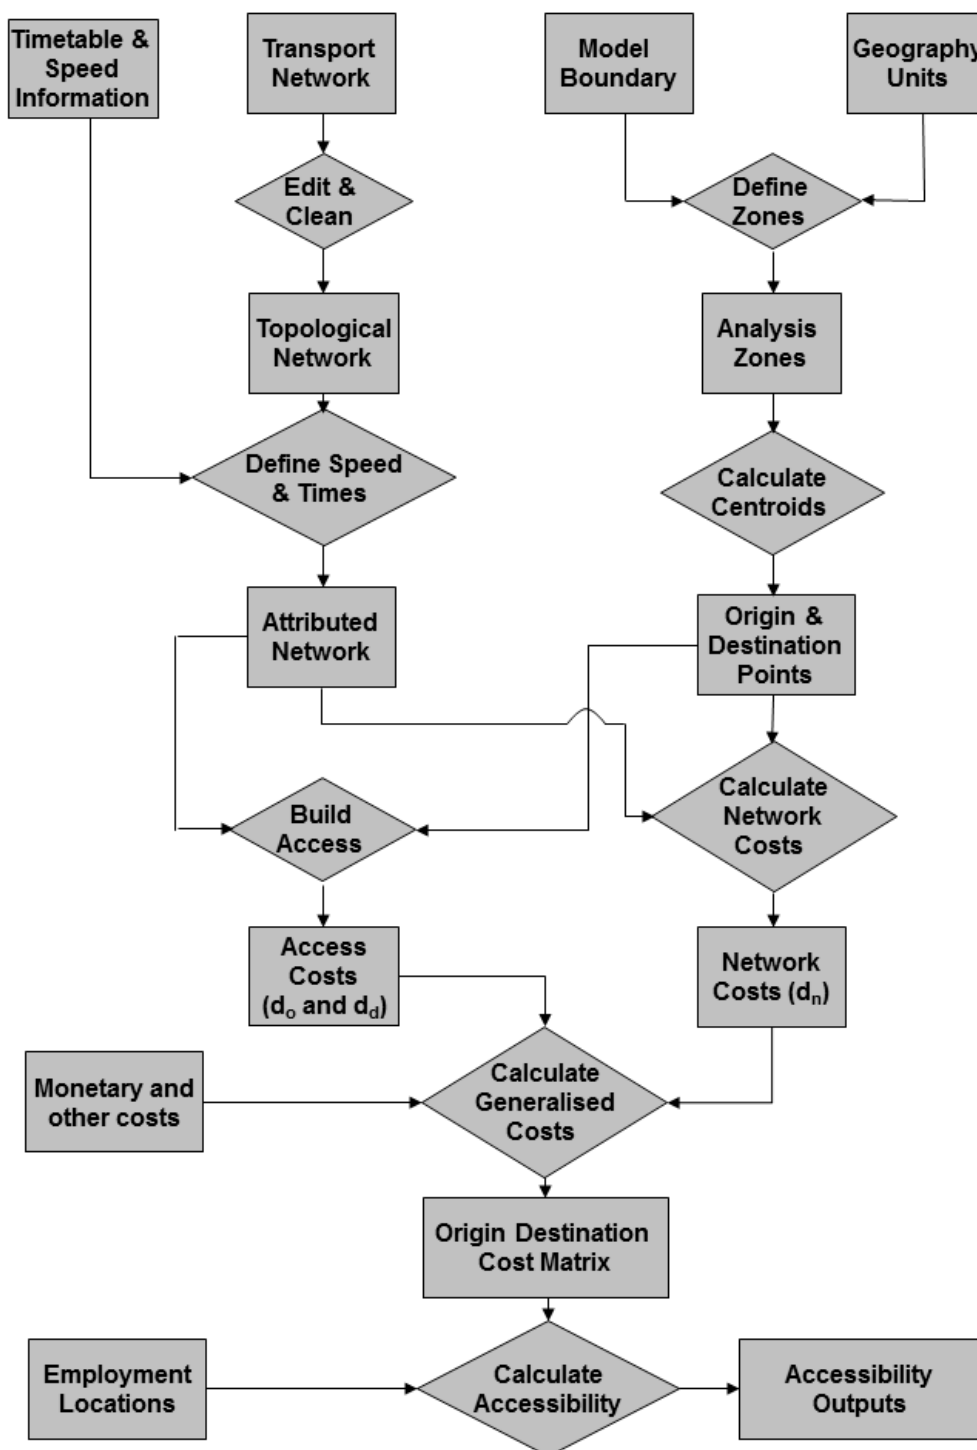 Timetable &
Speed
Information
Transport
Network
Model
Boundary
Geography
Units
Edit &
Clean
Define
Zones
Topological
Network
Analysis
Zones
Define Speed
& Times
Calculate
Centroids
Attributed
Network
Origin &
Destination
Points
Build
Access
Calculate
Network
Costs
Access
Costs
(dₒ and d_d)
Network
Costs (dₙ)
Monetary and
other costs
Calculate
Generalised
Costs
Origin Destination
Cost Matrix
Employment
Locations
Calculate
Accessibility
Accessibility
Outputs